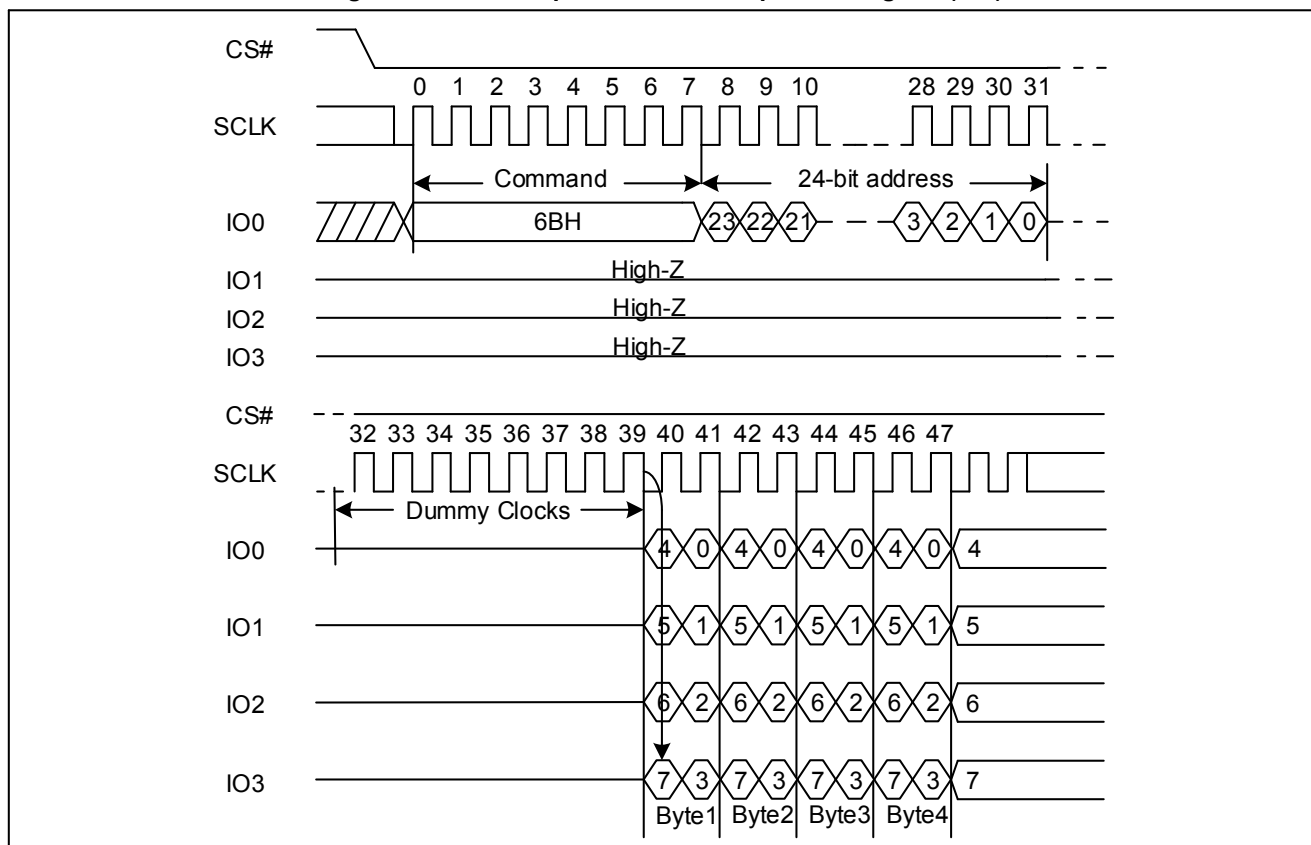 CS#
0 1 2 3 4 5 6 7 8 9 10 28 29 30 31
SCLK
Command 24-bit address
IO0 6BH 23 22 21 3 2 1 0
IO1 High-Z
IO2 High-Z
IO3 High-Z
CS#
32 33 34 35 36 37 38 39 40 41 42 43 44 45 46 47
SCLK
Dummy Clocks
IO0 4 0 4 0 4 0 4 0 4
IO1 5 1 5 1 5 1 5 1 5
IO2 6 2 6 2 6 2 6 2 6
IO3 7 3 7 3 7 3 7 3 7
Byte1 Byte2 Byte3 Byte4